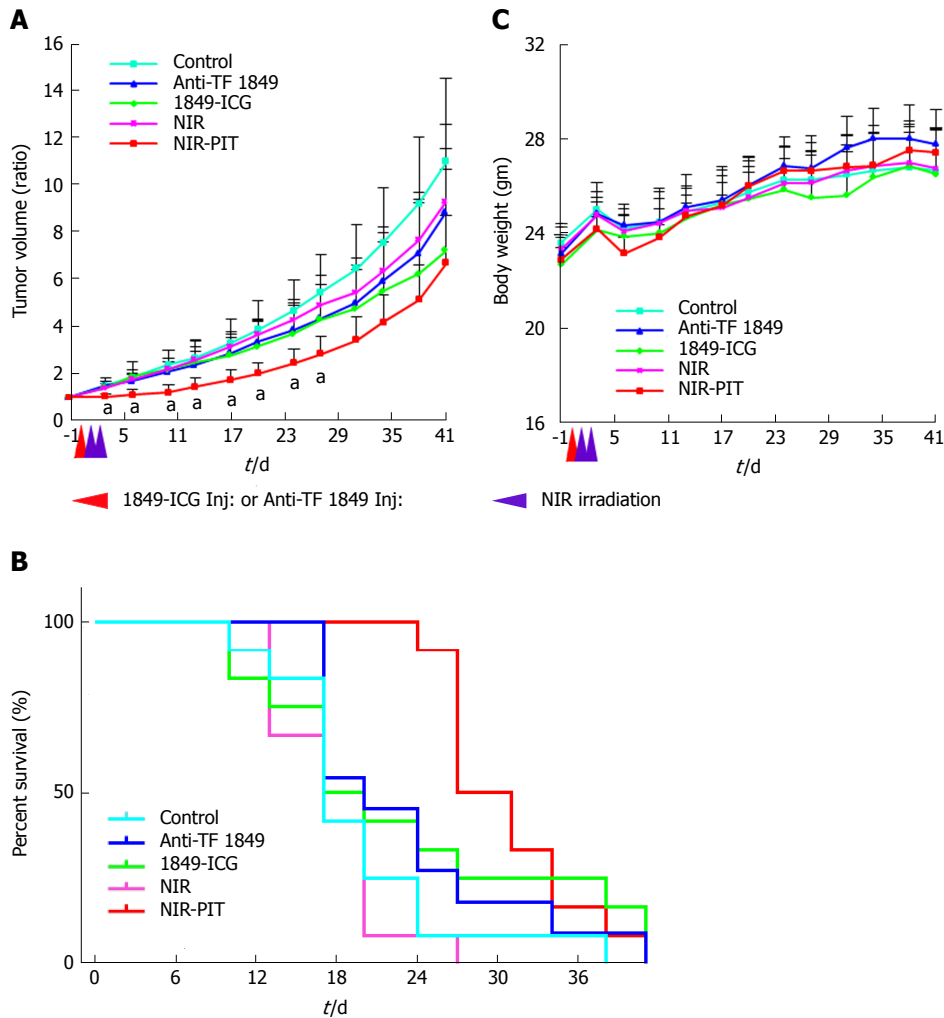 A
16
14
12
10
8
6
4
2
0
Tumor volume (ratio)
Control
Anti-TF 1849
1849-ICG
NIR
NIR-PIT
a a a a a a a a a
-1 5 11 17 23 29 35 41
t/d
1849-ICG Inj: or Anti-TF 1849 Inj:
C
32
28
24
20
16
Body weight (gm)
Control
Anti-TF 1849
1849-ICG
NIR
NIR-PIT
-1 5 11 17 23 29 35 41
t/d
NIR irradiation
B
100
50
0
Percent survival (%)
Control
Anti-TF 1849
1849-ICG
NIR
NIR-PIT
0 6 12 18 24 30 36
t/d